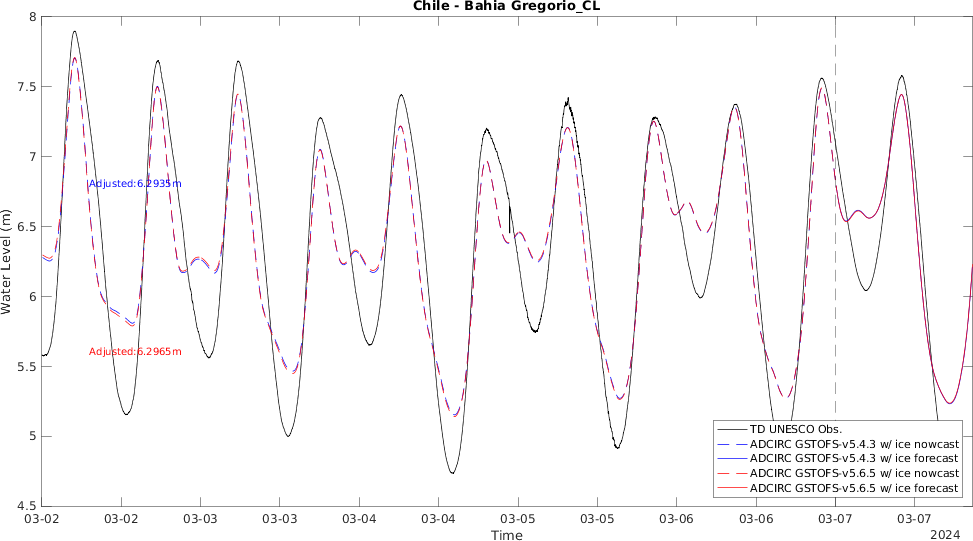 Chile - Bahia Gregorio_CL
8
7.5
7
6.5
6
5.5
5
4.5
Water Level (m)
Adjusted:6.2935m
Adjusted:6.2965m
TD UNESCO Obs.
ADCIRC GSTOFS-v5.4.3 w/ ice nowcast
ADCIRC GSTOFS-v5.4.3 w/ ice forecast
ADCIRC GSTOFS-v5.6.5 w/ ice nowcast
ADCIRC GSTOFS-v5.6.5 w/ ice forecast
03-02 03-02 03-03 03-03 03-04 03-04 03-05 03-05 03-06 03-06 03-07 03-07
Time
2024